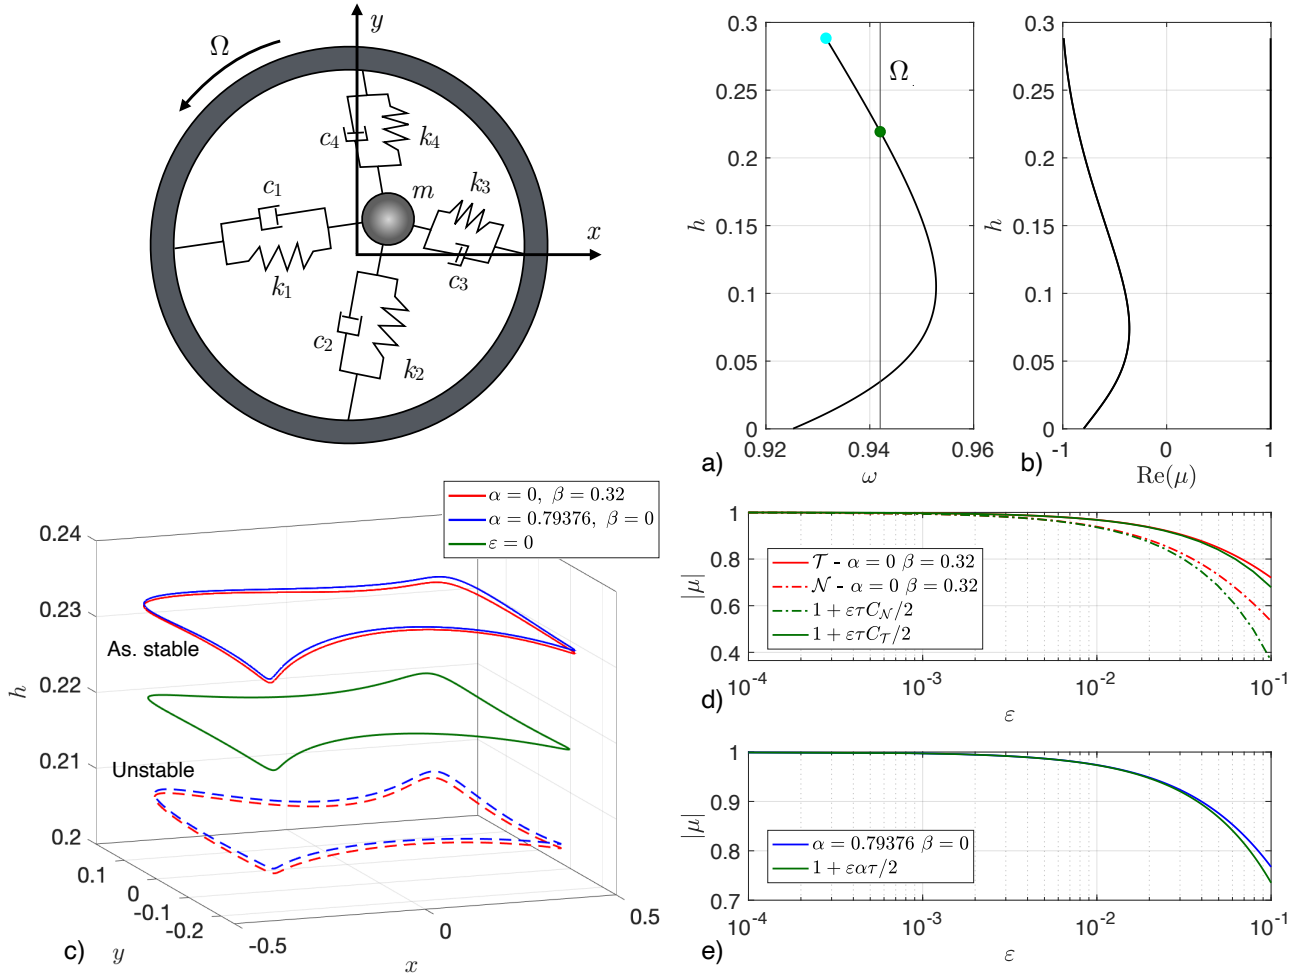 y
Ω
c₄
k₄
c₁
m
k₃
x
k₁
c₃
c₂
k₂
0.3
0.25
0.2
0.15
0.1
0.05
0
h
Ω
0.92
0.94
0.96
a)
ω
0.3
0.25
0.2
0.15
0.1
0.05
0
h
-1
0
1
b)
Re(μ)
α = 0, β = 0.32
α = 0.79376, β = 0
ε = 0
0.24
0.23
0.22
0.21
0.2
h
As. stable
Unstable
0.1
0
-0.1
-0.2
y
-0.5
0
0.5
x
c)
1
0.8
0.6
0.4
|μ|
𝒯 - α = 0 β = 0.32
𝒩 - α = 0 β = 0.32
1 + ετC_𝒩/2
1 + ετC_𝒯/2
10⁻⁴
10⁻³
10⁻²
10⁻¹
d)
ε
1
0.9
0.8
0.7
|μ|
α = 0.79376 β = 0
1 + εατ/2
10⁻⁴
10⁻³
10⁻²
10⁻¹
e)
ε